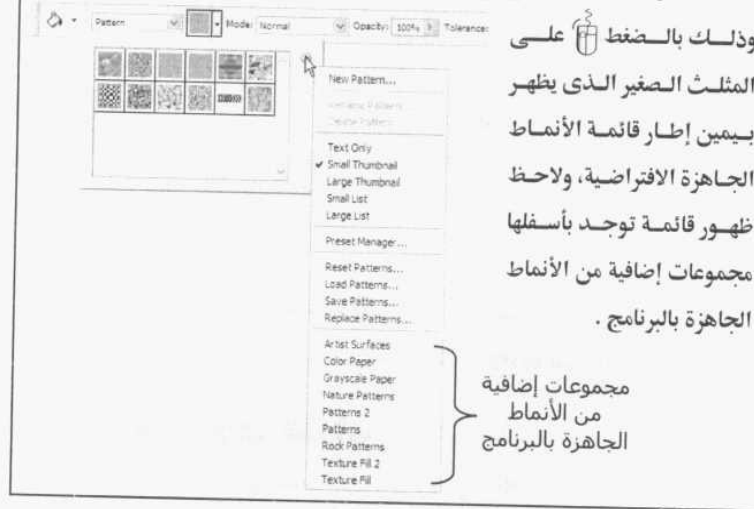 Pattern Mode: Normal Opacity: 100% Tolerance:
وذلك بالضغط على
المثلث الصغير الذى يظهر
بيمين إطار قائمة الأنماط
الجاهزة الافتراضية، ولاحظ
ظهور قائمة توجد بأسفلها
مجموعات إضافية من الأنماط
الجاهزة بالبرنامج .
New Pattern...
Rename Pattern...
Delete Pattern
Text Only
Small Thumbnail
Large Thumbnail
Small List
Large List
Preset Manager...
Reset Patterns...
Load Patterns...
Save Patterns...
Replace Patterns...
Artist Surfaces
Color Paper
Grayscale Paper
Nature Patterns
Patterns 2
Patterns
Rock Patterns
Texture Fill 2
Texture Fill
مجموعات إضافية
من الأنماط
الجاهزة بالبرنامج